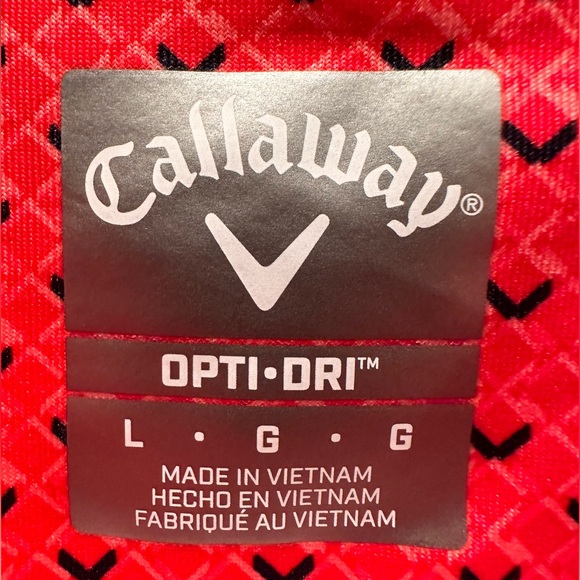 Callaway®
OPTI•DRI™
L • G • G
MADE IN VIETNAM
HECHO EN VIETNAM
FABRIQUÉ AU VIETNAM